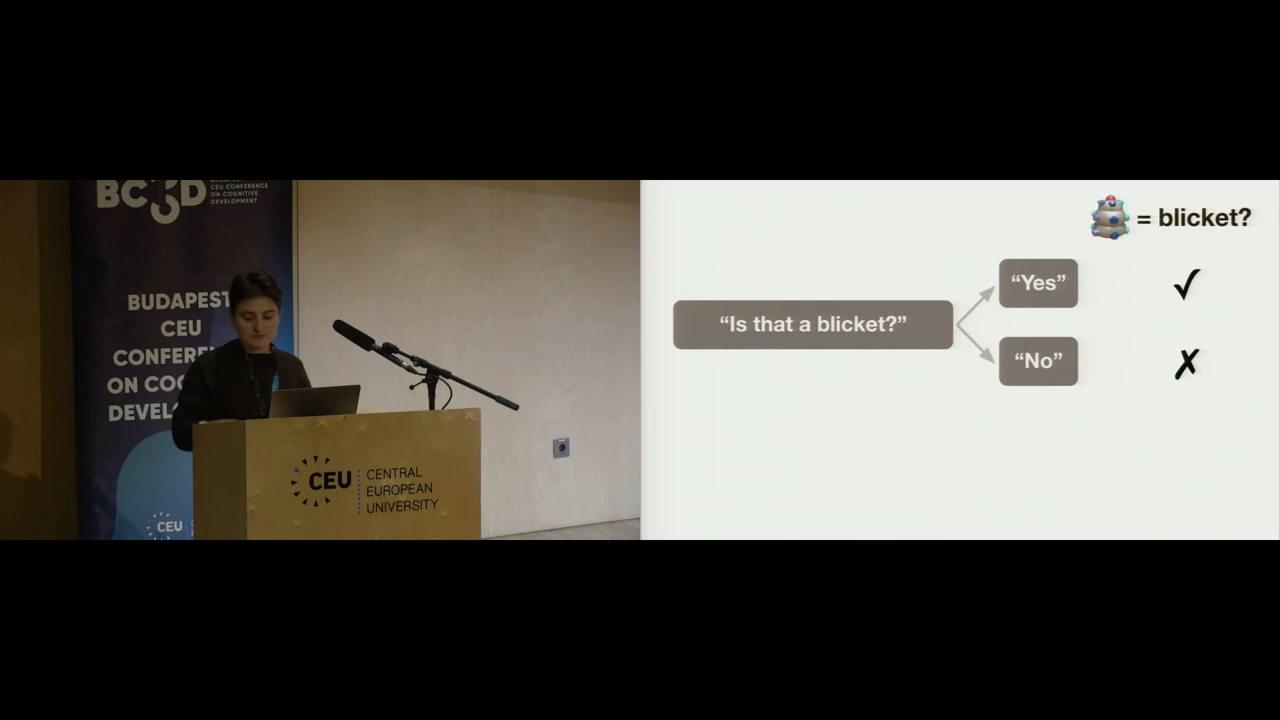 BC3D
CEU CONFERENCE
ON COGNITIVE
DEVELOPMENT
BUDAPEST
CEU
CONFEREN
ON COG
DEVEL
CEU
CEU
CENTRAL
EUROPEAN
UNIVERSITY
= blicket?
“Is that a blicket?”
“Yes”
“No”